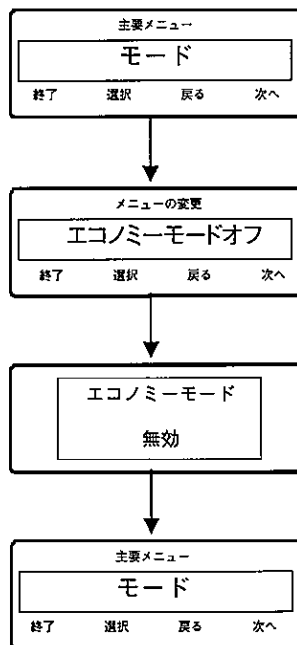 主要メニュー
モード
終了 選択 戻る 次へ
メニューの変更
エコノミーモードオフ
終了 選択 戻る 次へ
エコノミーモード
無効
主要メニュー
モード
終了 選択 戻る 次へ